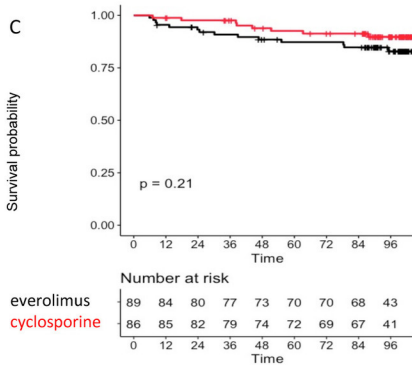 C
Survival probability
1.00
0.75
0.50
0.25
0.00
p = 0.21
0 12 24 36 48 60 72 84 96
Time
Number at risk
everolimus 89 84 80 77 73 70 70 68 43
cyclosporine 86 85 82 79 74 72 69 67 41
0 12 24 36 48 60 72 84 96
Time